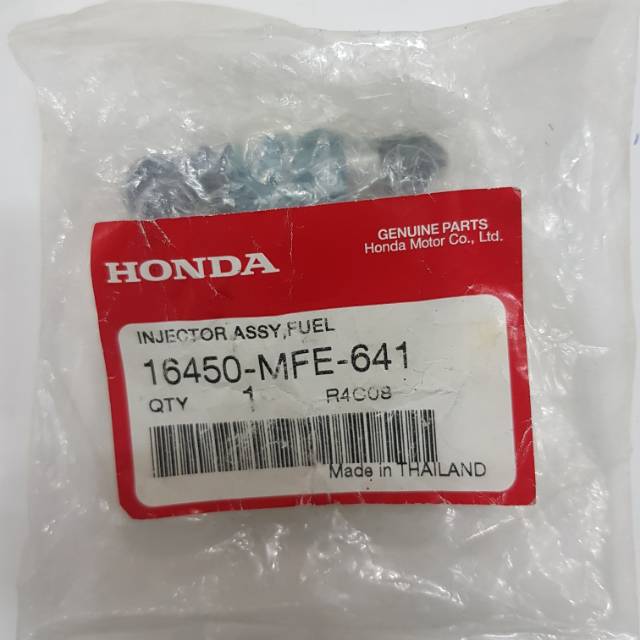 GENUINE PARTS
Honda Motor Co., Ltd.
HONDA
INJECTOR ASSY,FUEL
16450-MFE-641
QTY 1 R4C08
Made in THAILAND